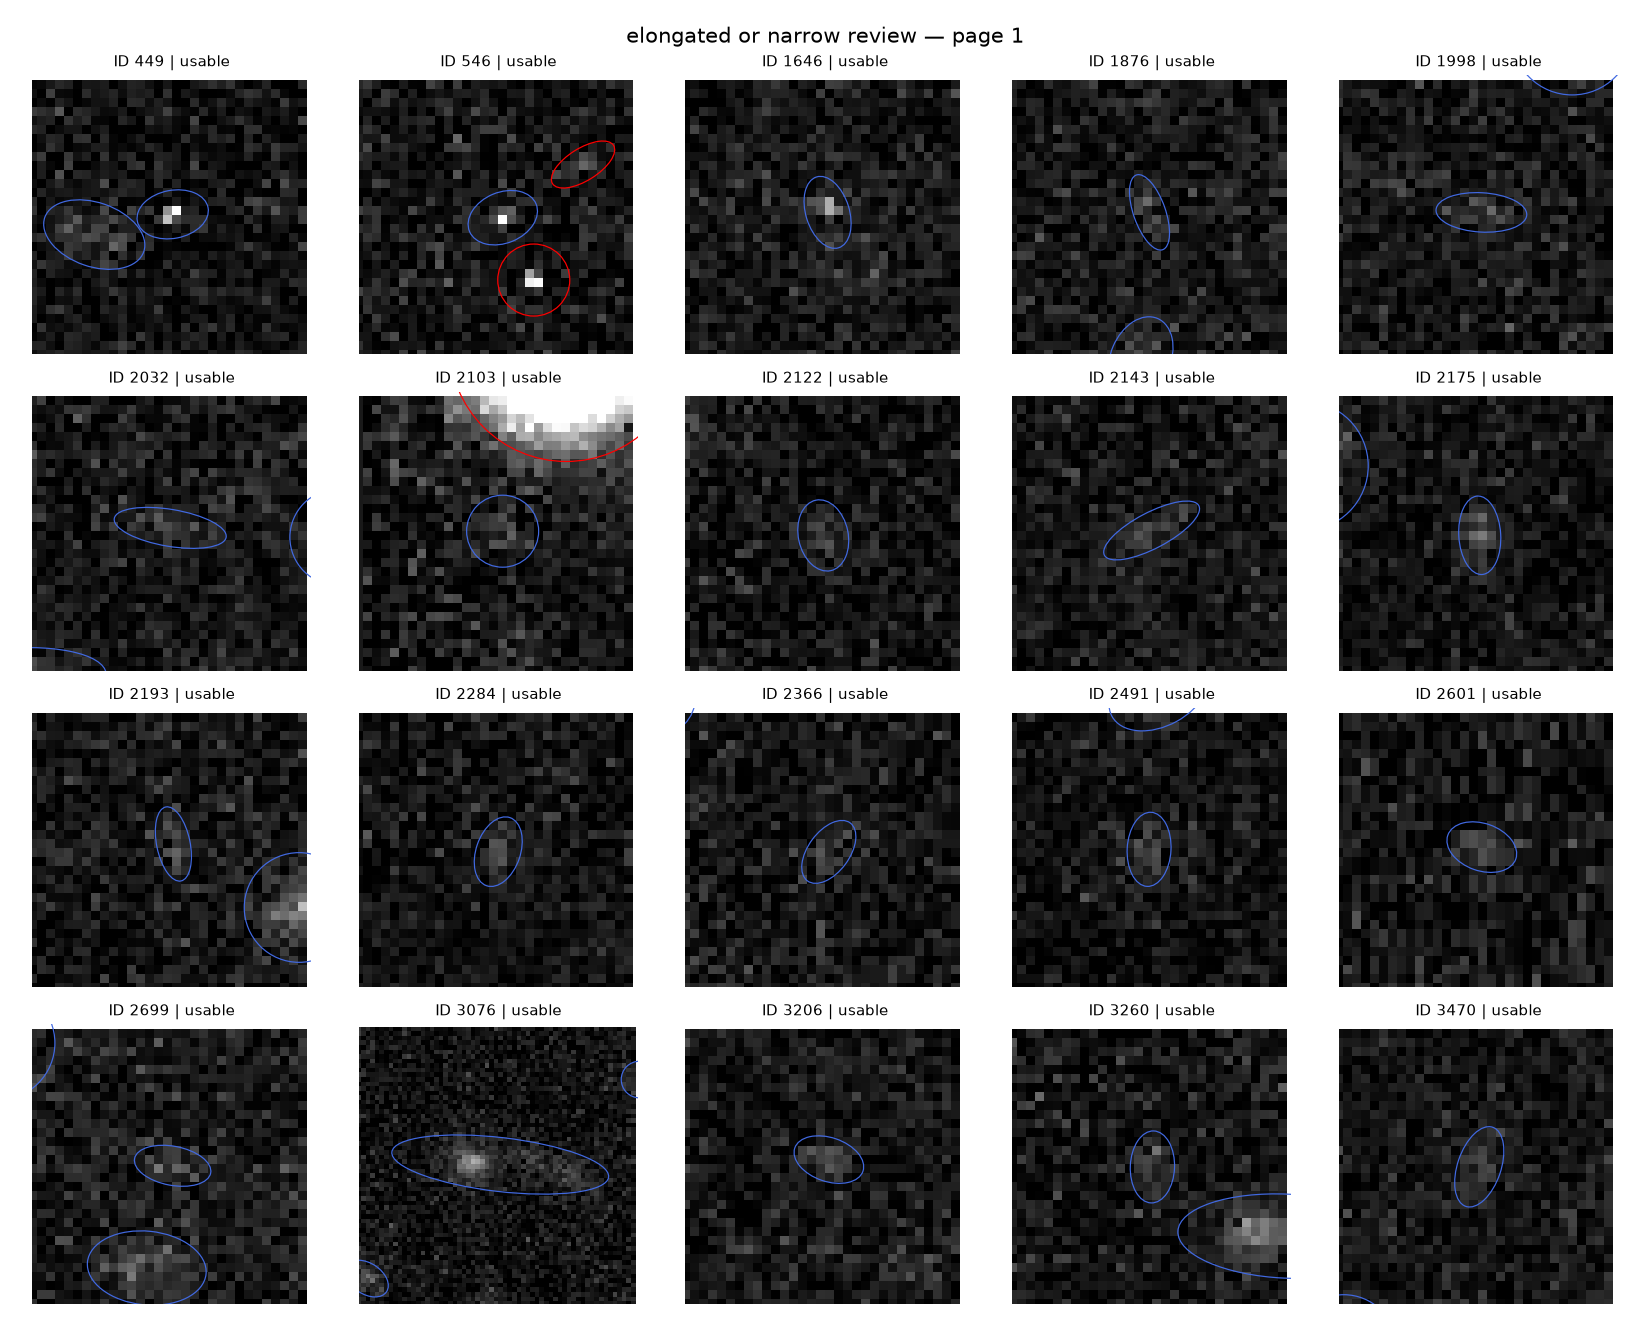 elongated or narrow review — page 1
ID 449 | usable
ID 546 | usable
ID 1646 | usable
ID 1876 | usable
ID 1998 | usable
ID 2032 | usable
ID 2103 | usable
ID 2122 | usable
ID 2143 | usable
ID 2175 | usable
ID 2193 | usable
ID 2284 | usable
ID 2366 | usable
ID 2491 | usable
ID 2601 | usable
ID 2699 | usable
ID 3076 | usable
ID 3206 | usable
ID 3260 | usable
ID 3470 | usable